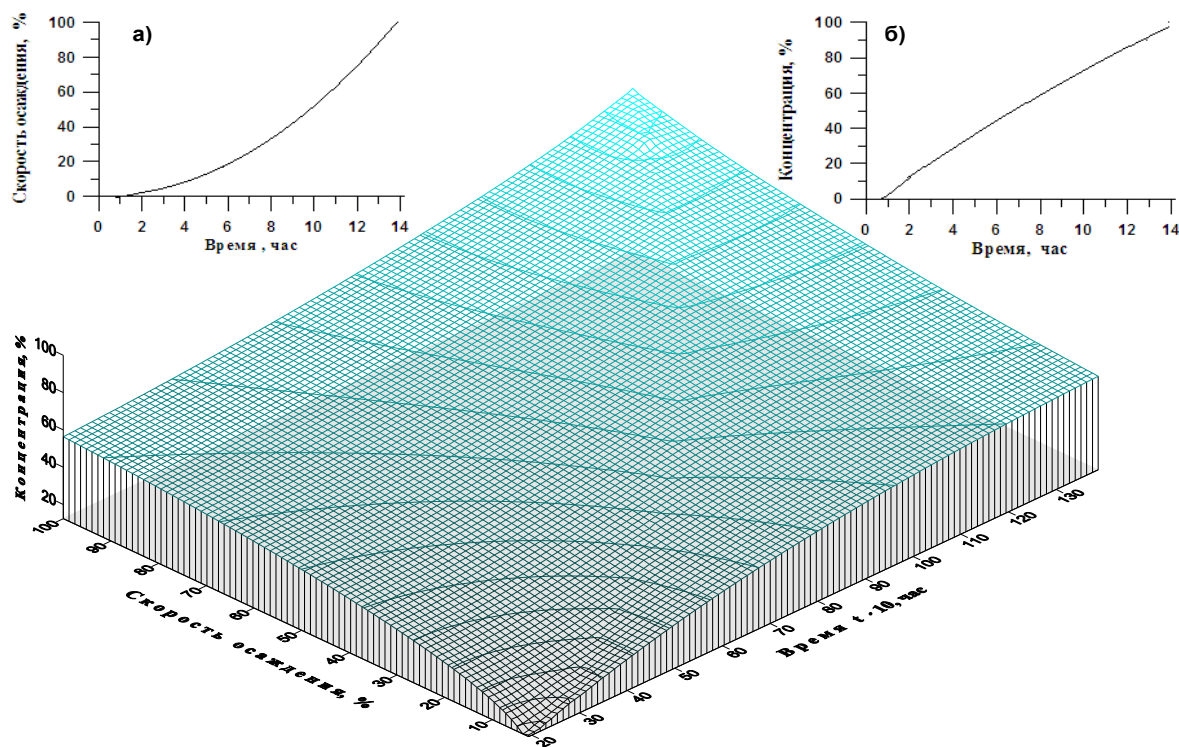 а)
Скорость осаждения, %
100
80
60
40
20
0
0 2 4 6 8 10 12 14
Время , час
б)
Концентрация, %
100
80
60
40
20
0
0 2 4 6 8 10 12 14
Время, час
Концентрация, %
100
80
60
40
20
100 90 80 70 60 50 40 30 20 10
Скорость осаждения, %
20 30 40 50 60 70 80 90 100 110 120 130
Время t · 10, час